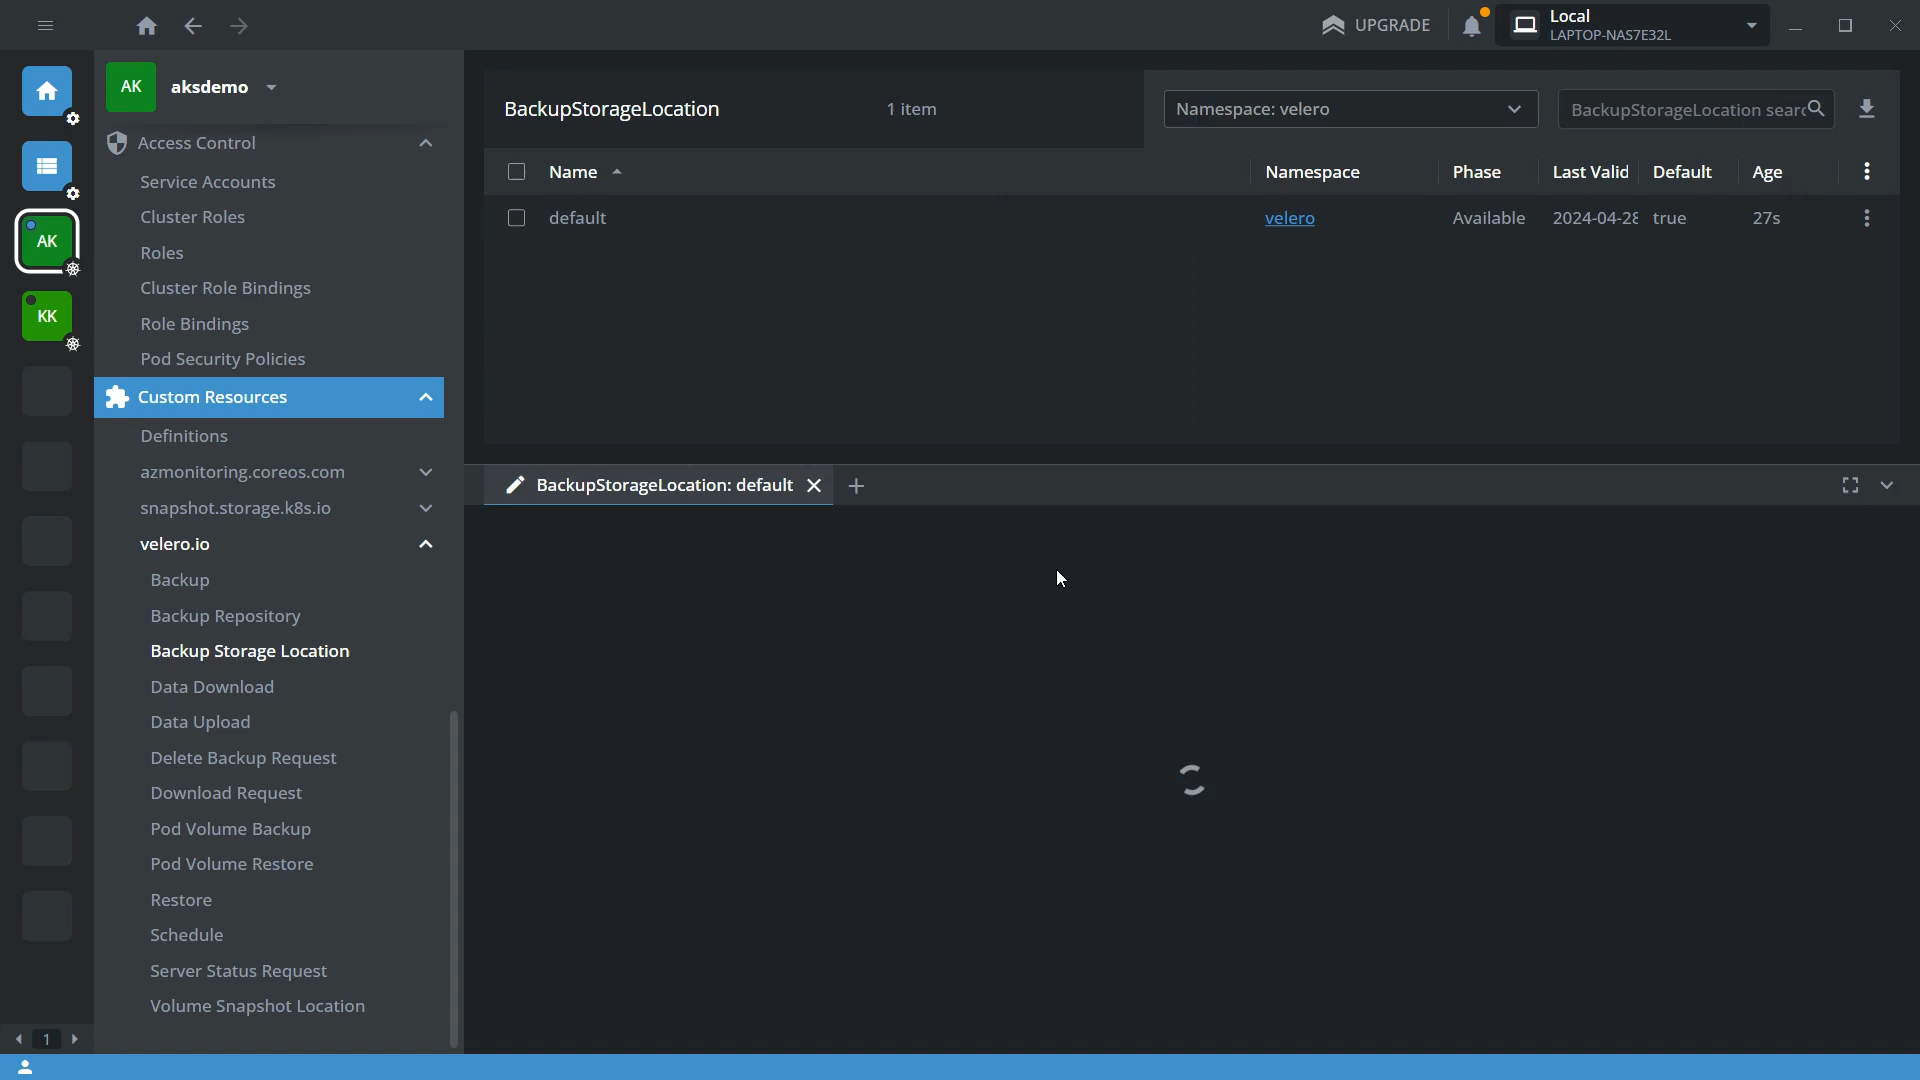 UPGRADE
Local
LAPTOP-NAS7E32L
AK
aksdemo
Access Control
Service Accounts
Cluster Roles
Roles
Cluster Role Bindings
Role Bindings
Pod Security Policies
Custom Resources
Definitions
azmonitoring.coreos.com
snapshot.storage.k8s.io
velero.io
Backup
Backup Repository
Backup Storage Location
Data Download
Data Upload
Delete Backup Request
Download Request
Pod Volume Backup
Pod Volume Restore
Restore
Schedule
Server Status Request
Volume Snapshot Location
AK
KK
1
BackupStorageLocation
1 item
Namespace: velero
BackupStorageLocation searc
Name Namespace Phase Last Valid Default Age
default velero Available 2024-04-28 true 27s
BackupStorageLocation: default